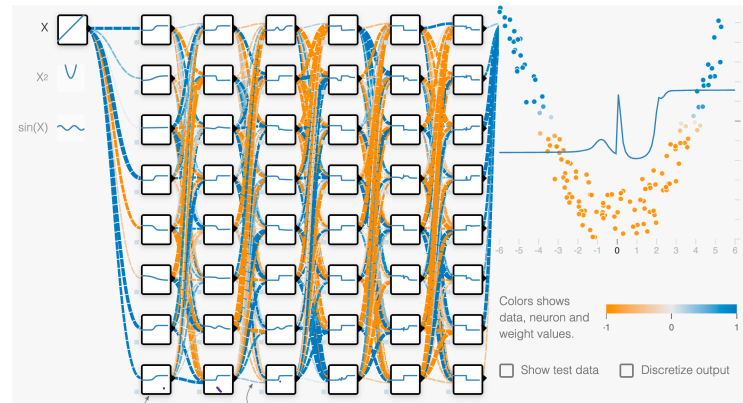 X
X2
sin(X)
-6 -5 -4 -3 -2 -1 0 1 2 3 4 5 6
Colors shows
data, neuron and
weight values.
-1 0 1
Show test data
Discretize output